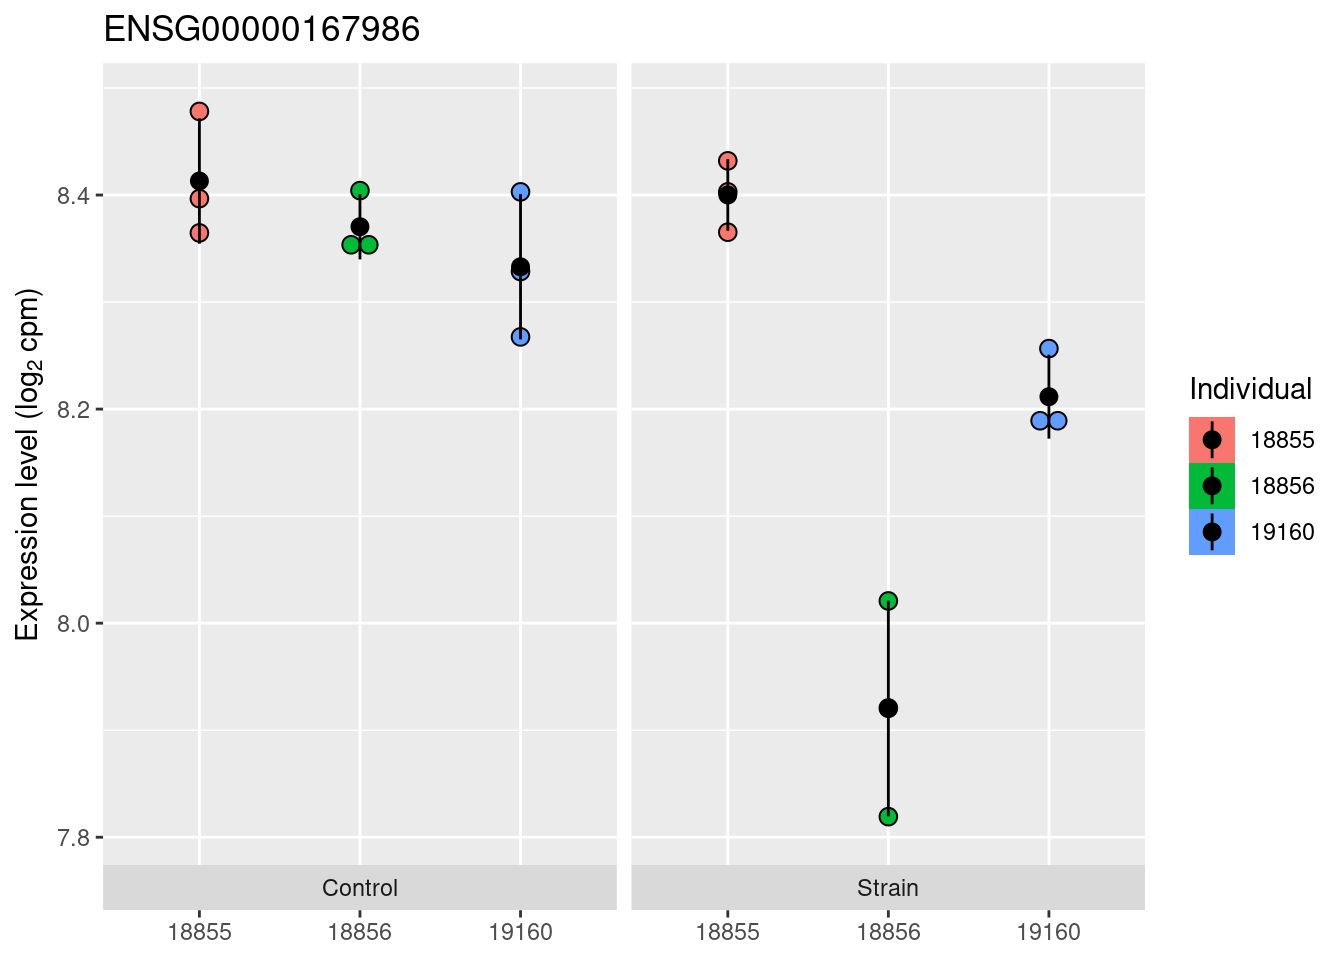 ENSG00000167986
Expression level (log₂ cpm)
8.4
8.2
8.0
7.8
Control
Strain
18855
18856
19160
18855
18856
19160
Individual
18855
18856
19160